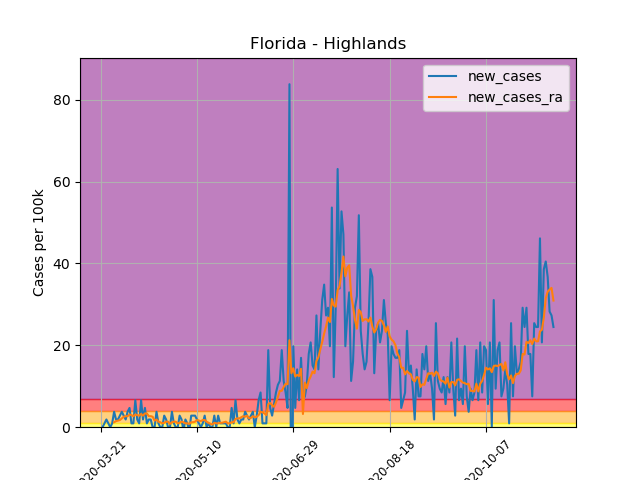 Florida - Highlands
new_cases
new_cases_ra
Cases per 100k
80
60
40
20
0
020-03-21
020-05-10
020-06-29
020-08-18
020-10-07